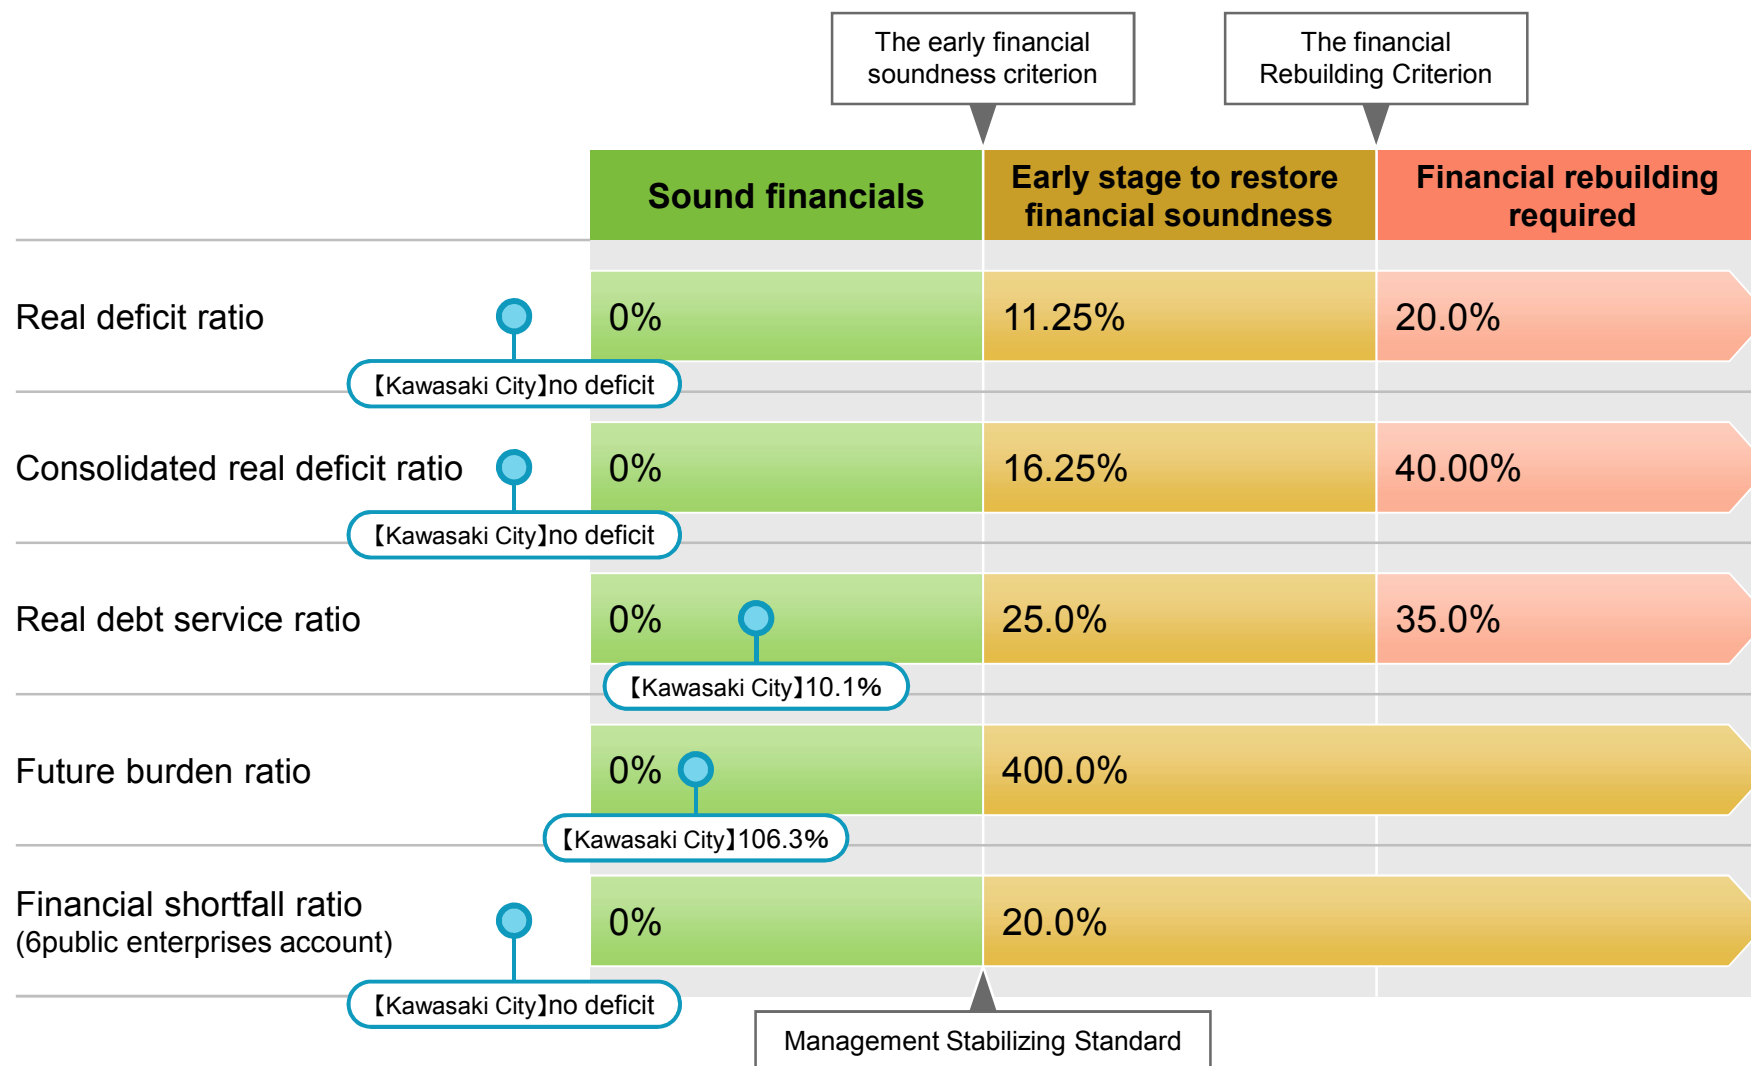 The early financial
soundness criterion
The financial
Rebuilding Criterion
Sound financials
Early stage to restore
financial soundness
Financial rebuilding
required
Real deficit ratio
0%
11.25%
20.0%
【Kawasaki City】no deficit
Consolidated real deficit ratio
0%
16.25%
40.00%
【Kawasaki City】no deficit
Real debt service ratio
0%
25.0%
35.0%
【Kawasaki City】10.1%
Future burden ratio
0%
400.0%
【Kawasaki City】106.3%
Financial shortfall ratio
(6public enterprises account)
0%
20.0%
【Kawasaki City】no deficit
Management Stabilizing Standard